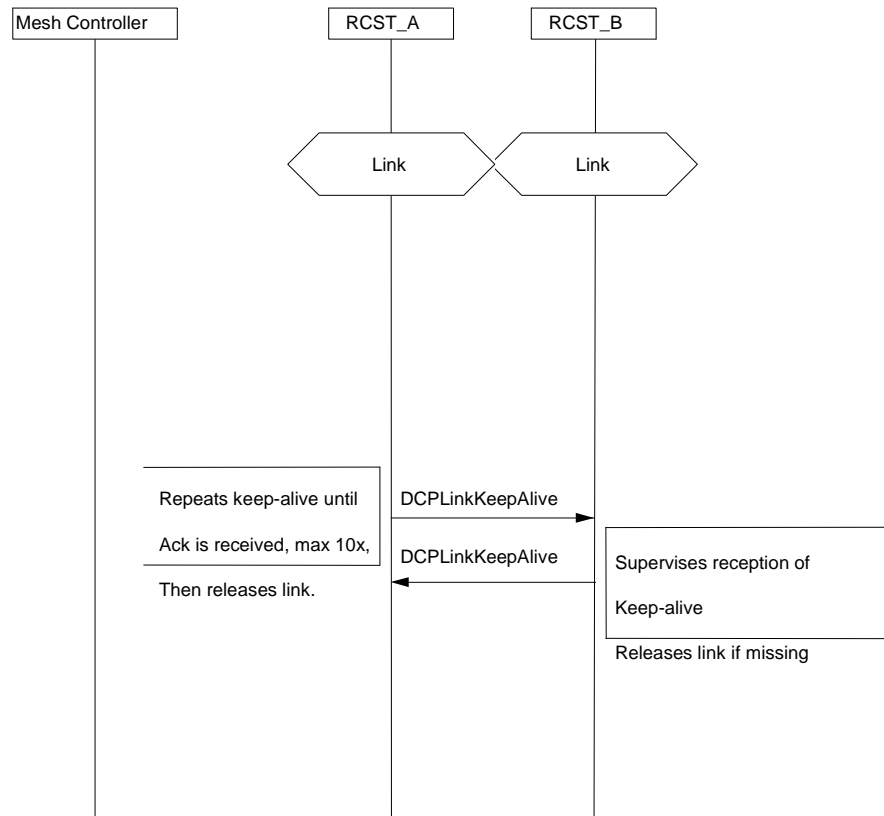 Mesh Controller
RCST_A
RCST_B
Link
Link
Repeats keep-alive until
Ack is received, max 10x,
Then releases link.
DCPLinkKeepAlive
DCPLinkKeepAlive
Supervises reception of
Keep-alive
Releases link if missing